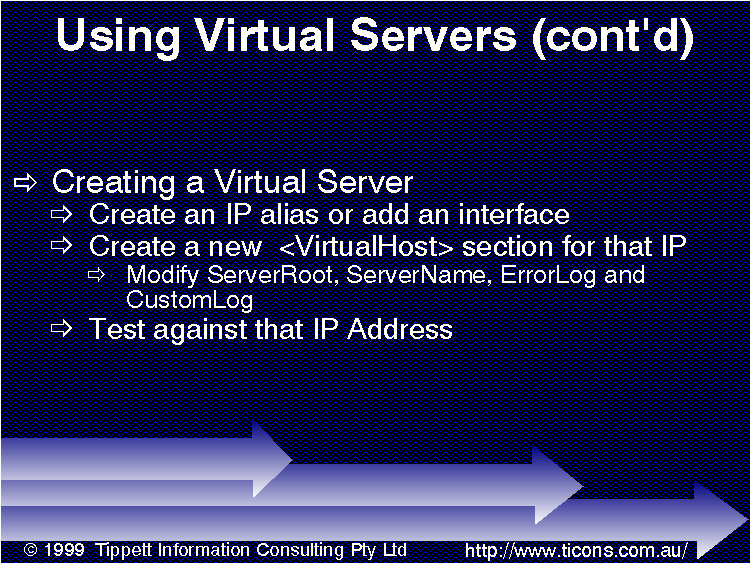 Using Virtual Servers (cont'd)
Creating a Virtual Server
Create an IP alias or add an interface
Create a new <VirtualHost> section for that IP
Modify ServerRoot, ServerName, ErrorLog and
CustomLog
Test against that IP Address
© 1999 Tippett Information Consulting Pty Ltd
http://www.ticons.com.au/